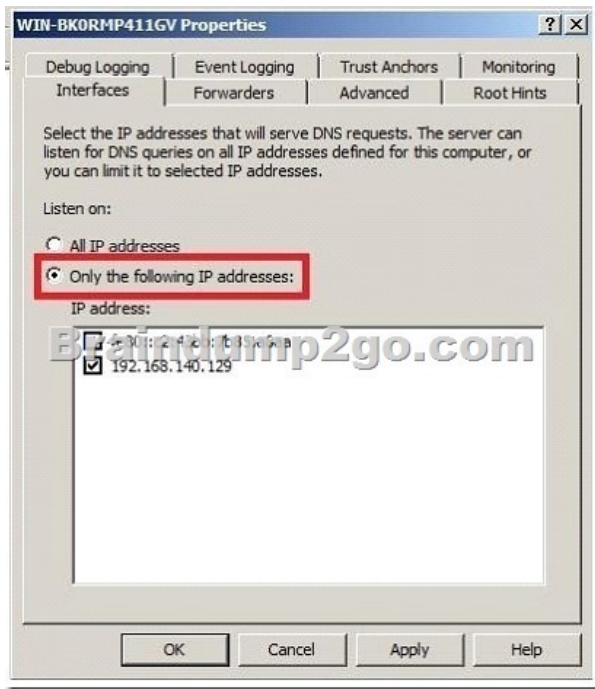 WIN-BK0RMP411GV Properties
Debug Logging
Event Logging
Trust Anchors
Monitoring
Interfaces
Forwarders
Advanced
Root Hints
Select the IP addresses that will serve DNS requests. The server can
listen for DNS queries on all IP addresses defined for this computer, or
you can limit it to selected IP addresses.
Listen on:
All IP addresses
Only the following IP addresses:
IP address:
Braindump2go.com
192.168.140.129
OK
Cancel
Apply
Help